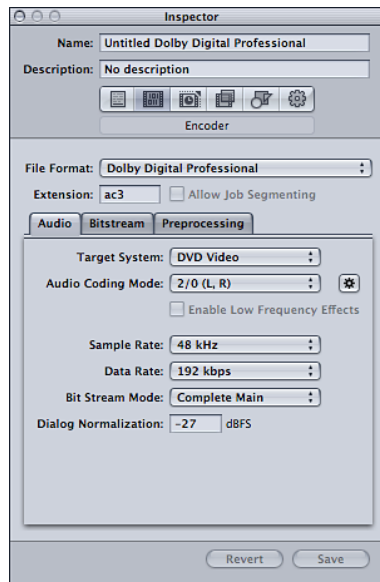 Inspector
Name: Untitled Dolby Digital Professional
Description: No description
Encoder
File Format: Dolby Digital Professional
Extension: ac3 Allow Job Segmenting
Audio Bitstream Preprocessing
Target System: DVD Video
Audio Coding Mode: 2/0 (L, R)
Enable Low Frequency Effects
Sample Rate: 48 kHz
Data Rate: 192 kbps
Bit Stream Mode: Complete Main
Dialog Normalization: -27 dBFS
Revert Save